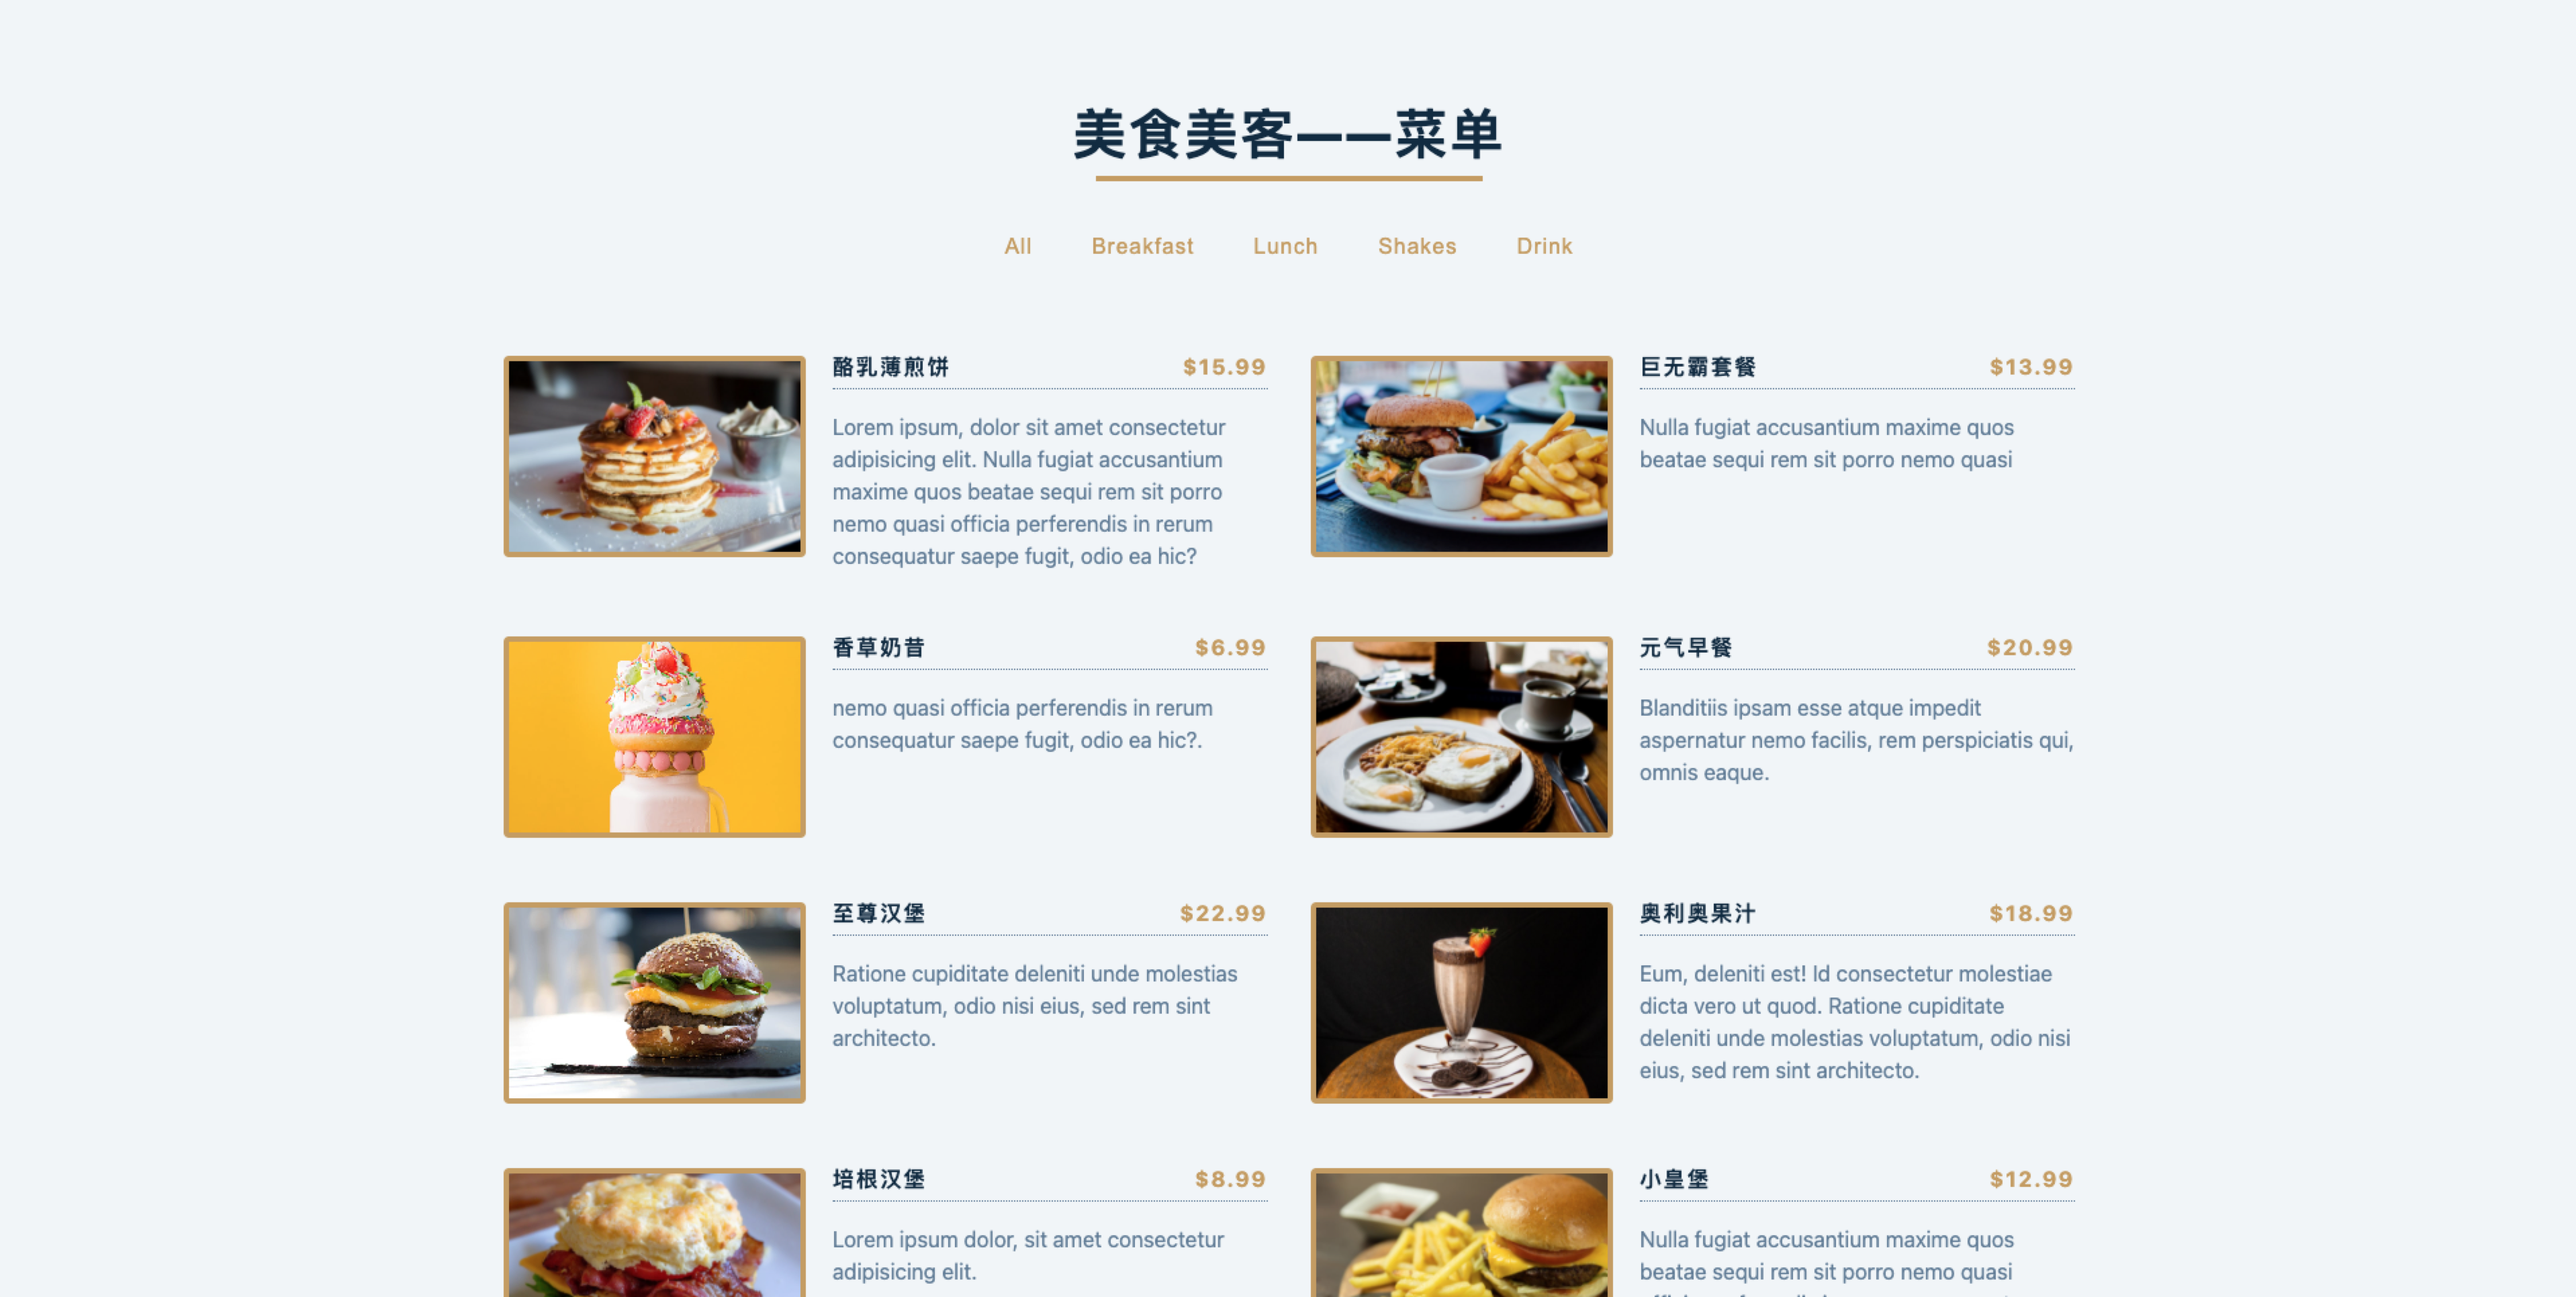 美食美客——菜单
All Breakfast Lunch Shakes Drink
酪乳薄煎饼 $15.99
Lorem ipsum, dolor sit amet consectetur
adipisicing elit. Nulla fugiat accusantium
maxime quos beatae sequi rem sit porro
nemo quasi officia perferendis in rerum
consequatur saepe fugit, odio ea hic?
巨无霸套餐 $13.99
Nulla fugiat accusantium maxime quos
beatae sequi rem sit porro nemo quasi
香草奶昔 $6.99
nemo quasi officia perferendis in rerum
consequatur saepe fugit, odio ea hic?.
元气早餐 $20.99
Blanditiis ipsam esse atque impedit
aspernatur nemo facilis, rem perspiciatis qui,
omnis eaque.
至尊汉堡 $22.99
Ratione cupiditate deleniti unde molestias
voluptatum, odio nisi eius, sed rem sint
architecto.
奥利奥果汁 $18.99
Eum, deleniti est! Id consectetur molestiae
dicta vero ut quod. Ratione cupiditate
deleniti unde molestias voluptatum, odio nisi
eius, sed rem sint architecto.
培根汉堡 $8.99
Lorem ipsum dolor, sit amet consectetur
adipisicing elit.
小皇堡 $12.99
Nulla fugiat accusantium maxime quos
beatae sequi rem sit porro nemo quasi